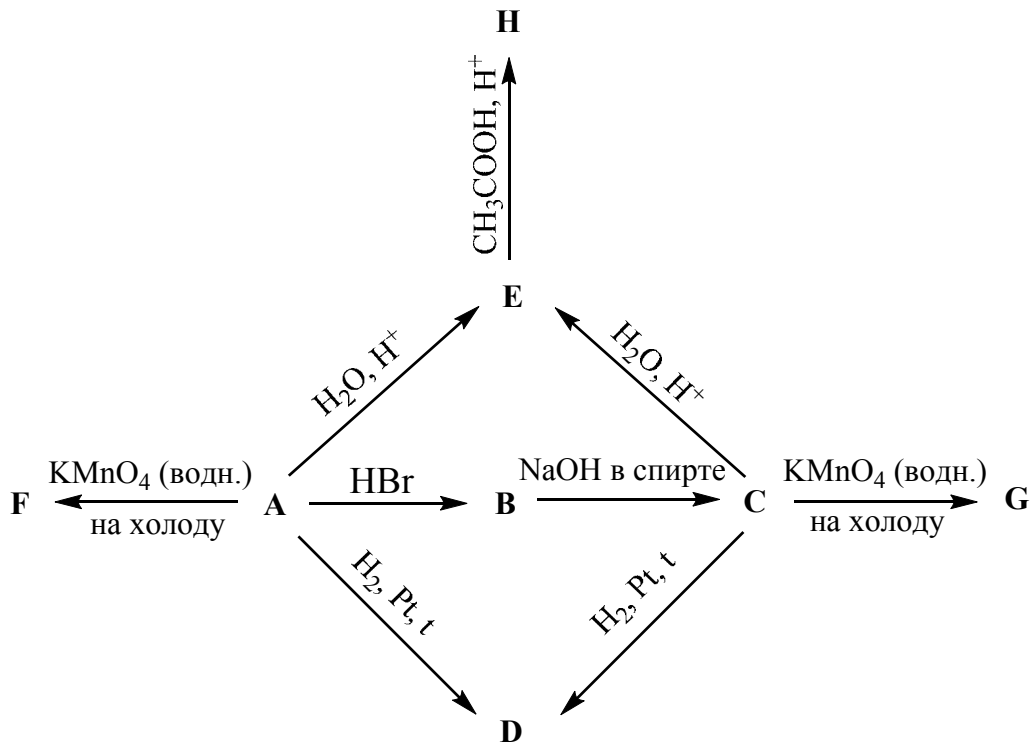 H
CH₃COOH, H⁺
E
H₂O, H⁺
H₂O, H⁺
KMnO₄ (водн.)
на холоду
HBr
NaOH в спирте
KMnO₄ (водн.)
на холоду
F
A
B
C
G
H₂, Pt, t
H₂, Pt, t
D